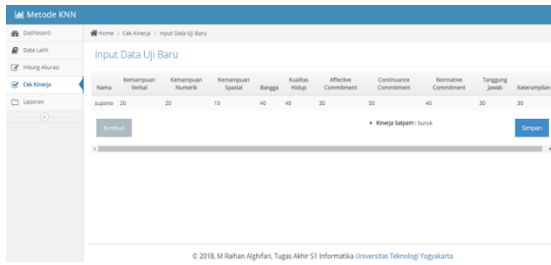 Metode KNN
Dashboard
Data Latih
Hitung Akurasi
Cek Kinerja
Laporan
Home > Cek Kinerja > Input Data Uji Baru
Input Data Uji Baru
Nama Kemampuan Verbal Kemampuan Numerik Kemampuan Spasial Bangga Kualitas Hidup Affective Commitment Continuance Commitment Normative Commitment Tanggung Jawab Keterampilan
supono 20 20 10 40 40 30 50 40 30 30
Kembali
• Kinerja Satpam : buruk
Simpan
© 2018, M Raihan Alghifari, Tugas Akhir S1 Informatika Universitas Teknologi Yogyakarta